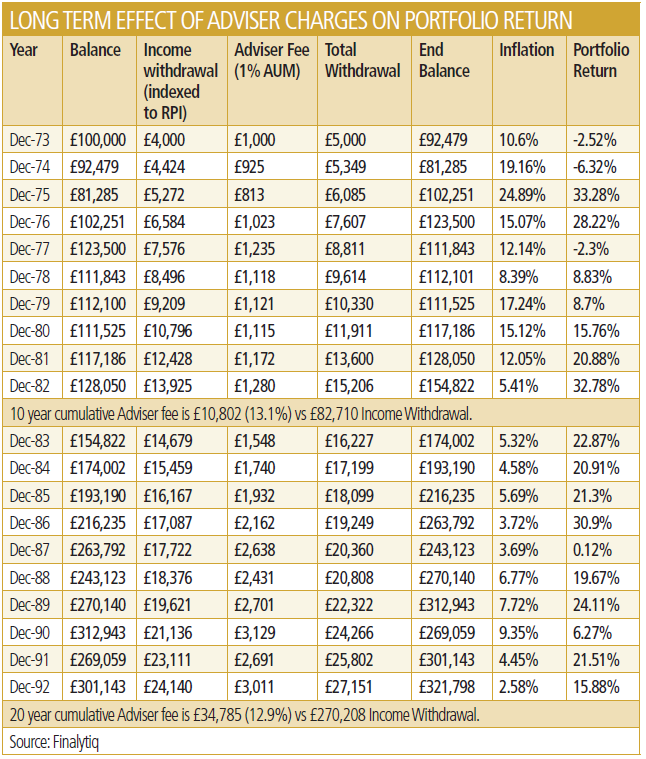 LONG TERM EFFECT OF ADVISER CHARGES ON PORTFOLIO RETURN
Year Balance Income withdrawal (indexed to RPI) Adviser Fee (1% AUM) Total Withdrawal End Balance Inflation Portfolio Return
Dec-73 £100,000 £4,000 £1,000 £5,000 £92,479 10.6% -2.52%
Dec-74 £92,479 £4,424 £925 £5,349 £81,285 19.16% -6.32%
Dec-75 £81,285 £5,272 £813 £6,085 £102,251 24.89% 33.28%
Dec-76 £102,251 £6,584 £1,023 £7,607 £123,500 15.07% 28.22%
Dec-77 £123,500 £7,576 £1,235 £8,811 £111,843 12.14% -2.3%
Dec-78 £111,843 £8,496 £1,118 £9,614 £112,101 8.39% 8.83%
Dec-79 £112,100 £9,209 £1,121 £10,330 £111,525 17.24% 8.7%
Dec-80 £111,525 £10,796 £1,115 £11,911 £117,186 15.12% 15.76%
Dec-81 £117,186 £12,428 £1,172 £13,600 £128,050 12.05% 20.88%
Dec-82 £128,050 £13,925 £1,280 £15,206 £154,822 5.41% 32.78%
10 year cumulative Adviser fee is £10,802 (13.1%) vs £82,710 Income Withdrawal.
Dec-83 £154,822 £14,679 £1,548 £16,227 £174,002 5.32% 22.87%
Dec-84 £174,002 £15,459 £1,740 £17,199 £193,190 4.58% 20.91%
Dec-85 £193,190 £16,167 £1,932 £18,099 £216,235 5.69% 21.3%
Dec-86 £216,235 £17,087 £2,162 £19,249 £263,792 3.72% 30.9%
Dec-87 £263,792 £17,722 £2,638 £20,360 £243,123 3.69% 0.12%
Dec-88 £243,123 £18,376 £2,431 £20,808 £270,140 6.77% 19.67%
Dec-89 £270,140 £19,621 £2,701 £22,322 £312,943 7.72% 24.11%
Dec-90 £312,943 £21,136 £3,129 £24,266 £269,059 9.35% 6.27%
Dec-91 £269,059 £23,111 £2,691 £25,802 £301,143 4.45% 21.51%
Dec-92 £301,143 £24,140 £3,011 £27,151 £321,798 2.58% 15.88%
20 year cumulative Adviser fee is £34,785 (12.9%) vs £270,208 Income Withdrawal.
Source: Finalytiq